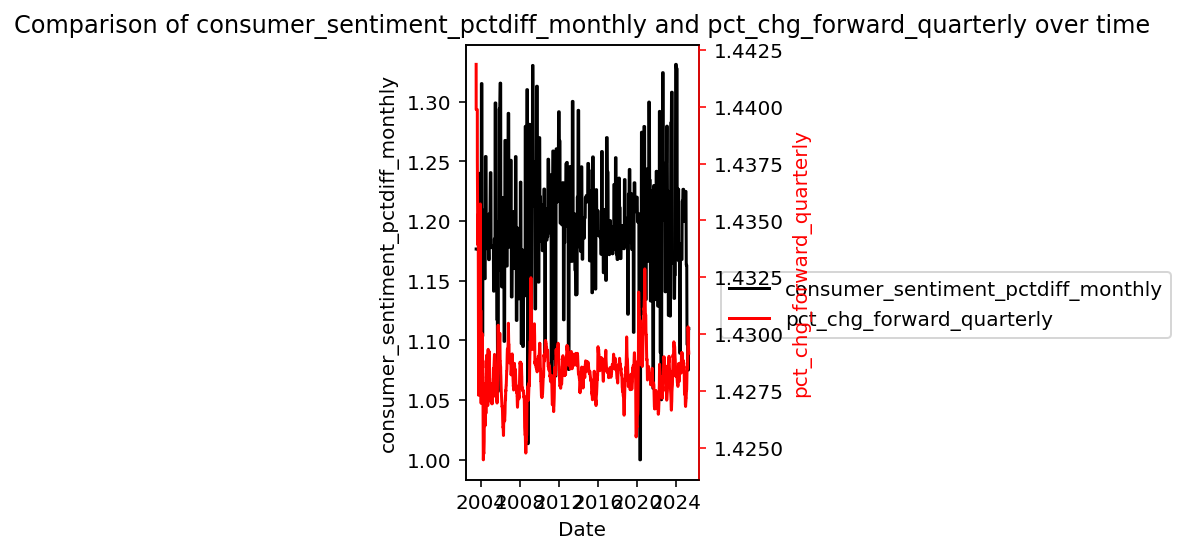 Comparison of consumer_sentiment_pctdiff_monthly and pct_chg_forward_quarterly over time
consumer_sentiment_pctdiff_monthly
1.30
1.25
1.20
1.15
1.10
1.05
1.00
1.4425
1.4400
1.4375
1.4350
1.4325
1.4300
1.4275
1.4250
pct_chg_forward_quarterly
consumer_sentiment_pctdiff_monthly
pct_chg_forward_quarterly
2004 2008 2012 2016 2020 2024
Date